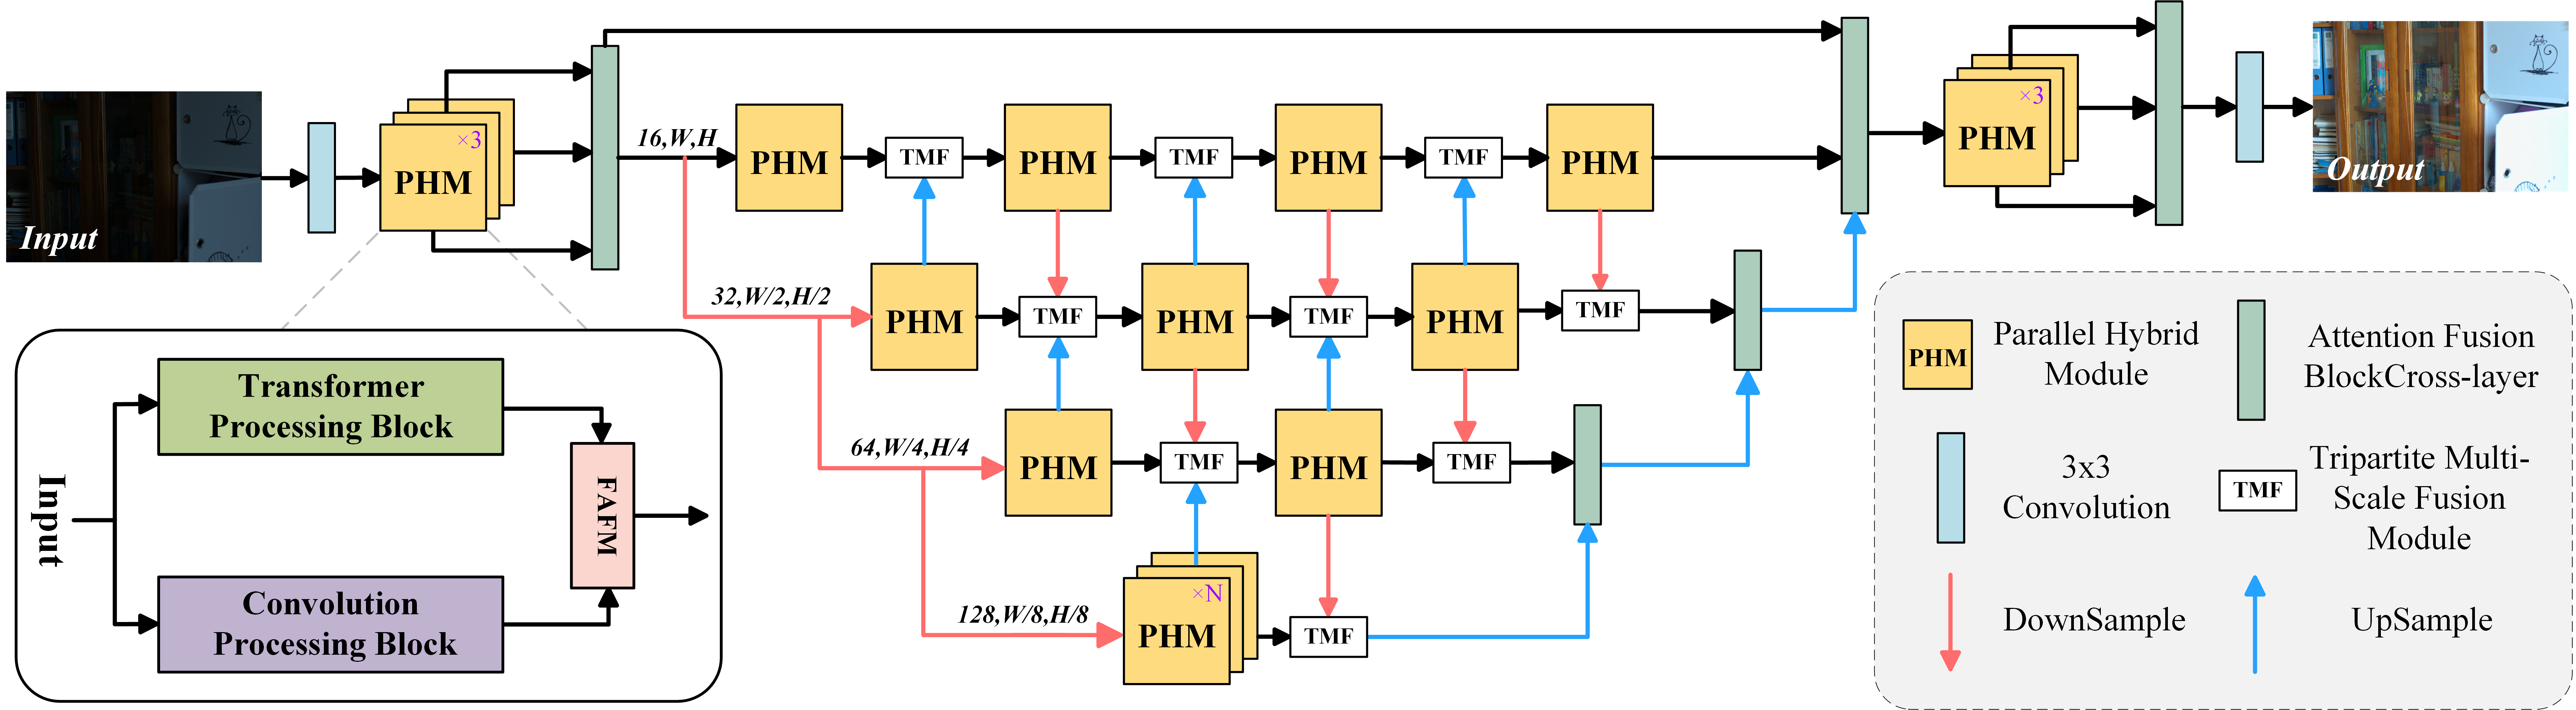 Input
×3
PHM
16,W,H
PHM
TMF
PHM
TMF
PHM
TMF
PHM
×3
PHM
Output
32,W/2,H/2
PHM
TMF
PHM
TMF
PHM
TMF
64,W/4,H/4
PHM
TMF
PHM
TMF
128,W/8,H/8
×N
PHM
TMF
Input
Transformer
Processing Block
Convolution
Processing Block
FAFM
PHM
Parallel Hybrid
Module
Attention Fusion
BlockCross-layer
3x3
Convolution
TMF
Tripartite Multi-
Scale Fusion
Module
DownSample
UpSample